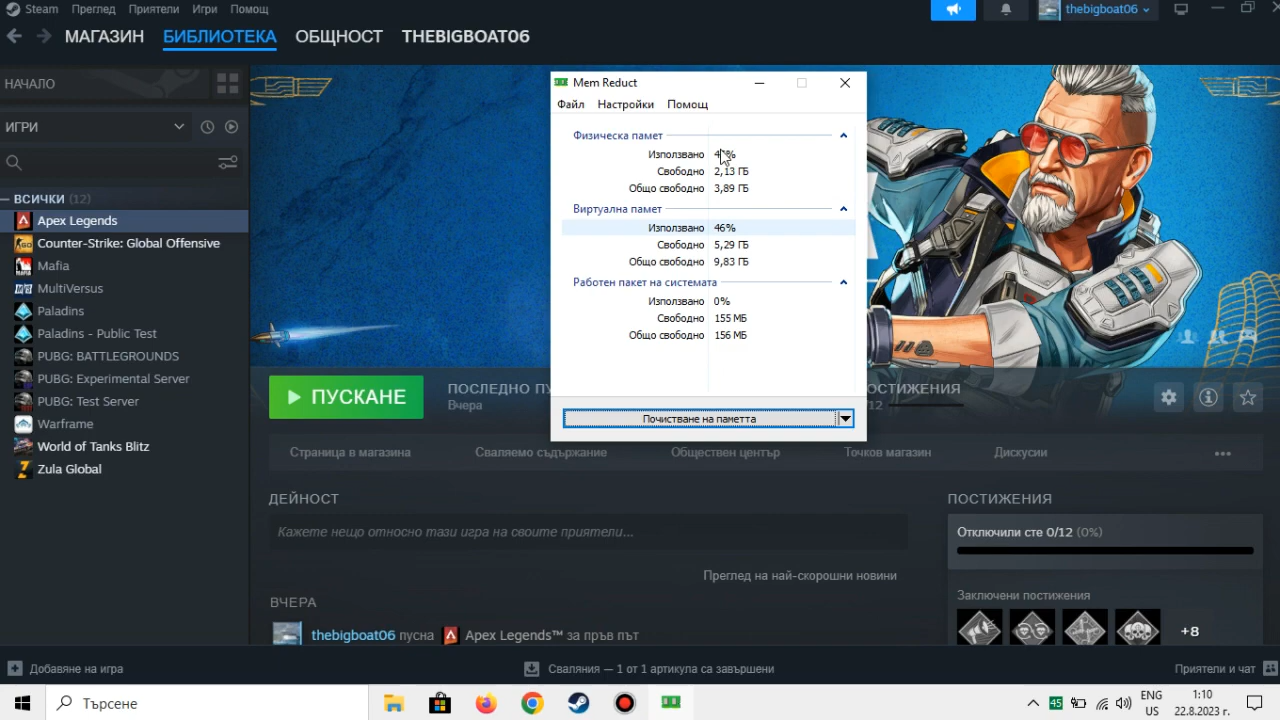 Steam Преглед Приятели Игри Помощ
thebigboat06
МАГАЗИН БИБЛИОТЕКА ОБЩНОСТ THEBIGBOAT06
НАЧАЛО
ИГРИ
ВСИЧКИ (12)
Apex Legends
Counter-Strike: Global Offensive
Mafia
MultiVersus
Paladins
Paladins - Public Test
PUBG: BATTLEGROUNDS
PUBG: Experimental Server
PUBG: Test Server
Warframe
World of Tanks Blitz
Zula Global
Mem Reduct
Файл Настройки Помощ
Физическа памет
Използвано
Свободно 2,13 ГБ
Общо свободно 3,89 ГБ
Виртуална памет
Използвано 46%
Свободно 5,29 ГБ
Общо свободно 9,83 ГБ
Работен пакет на системата
Използвано 0%
Свободно 155 МБ
Общо свободно 156 МБ
Почистване на паметта
ПУСКАНЕ
ПОСЛЕДНО ПУ
Вчера
ОСТИЖЕНИЯ
/12
Страница в магазина Сваляемо съдържание Обществен център Точков магазин Дискусии
ДЕЙНОСТ
Кажете нещо относно тази игра на своите приятели...
Преглед на най-скорошни новини
ВЧЕРА
thebigboat06 пусна Apex Legends™ за пръв път
ПОСТИЖЕНИЯ
Отключили сте 0/12 (0%)
Заключени постижения
+8
Добавяне на игра
Сваляния — 1 от 1 артикула са завършени
Приятели и чат
Търсене
45
ENG
US
1:10
22.8.2023 г.